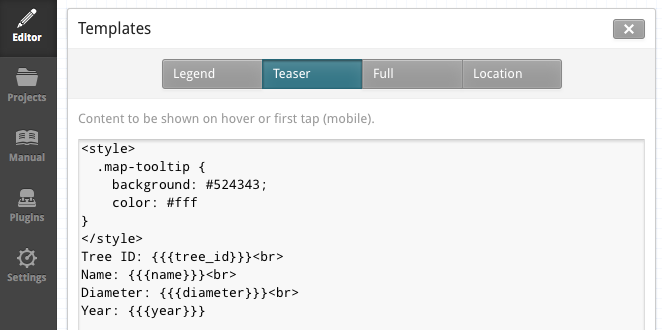 Editor
Projects
Manual
Plugins
Settings
Templates
Legend
Teaser
Full
Location
Content to be shown on hover or first tap (mobile).
<style>
  .map-tooltip {
    background: #524343;
    color: #fff
}
</style>
Tree ID: {{{tree_id}}}<br>
Name: {{{name}}}<br>
Diameter: {{{diameter}}}<br>
Year: {{{year}}}